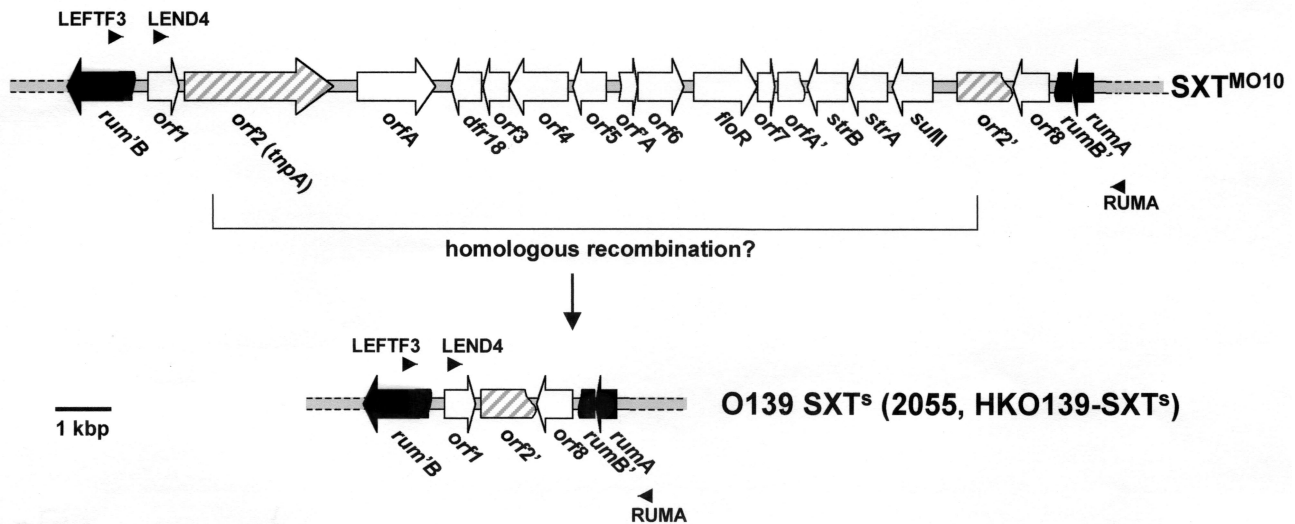 LEFTF3 LEND4
SXTMO10
rum'B orf1 orf2 (tnpA) orfA dfr18 orf3 orf4 orf5 orf'A orf6 floR orf7 orfA' strB strA sulII orf2' orf8 rumB' rumA
RUMA
homologous recombination?
LEFTF3 LEND4
O139 SXTs (2055, HKO139-SXTs)
1 kbp
rum'B orf1 orf2' orf8 rumB' rumA
RUMA